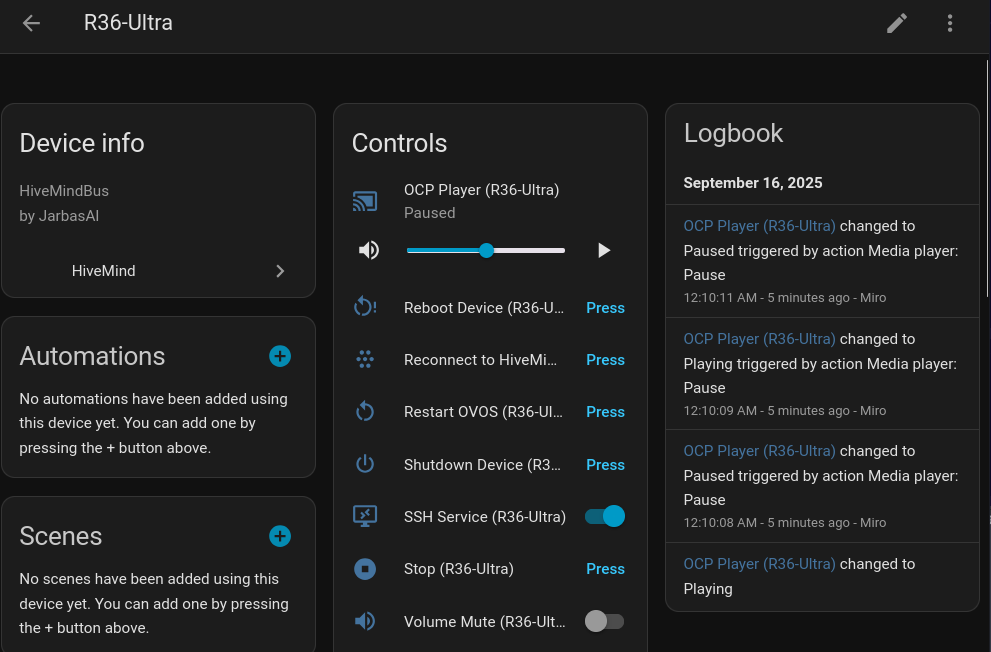 R36-Ultra
Device info
HiveMindBus
by JarbasAI
HiveMind
Automations
No automations have been added using
this device yet. You can add one by
pressing the + button above.
Scenes
No scenes have been added using this
device yet. You can add one by pressing
the + button above.
Controls
OCP Player (R36-Ultra)
Paused
Reboot Device (R36-U...
Press
Reconnect to HiveMi...
Press
Restart OVOS (R36-Ul...
Press
Shutdown Device (R3...
Press
SSH Service (R36-Ultra)
Stop (R36-Ultra)
Press
Volume Mute (R36-Ult...
Logbook
September 16, 2025
OCP Player (R36-Ultra) changed to
Paused triggered by action Media player:
Pause
12:10:11 AM - 5 minutes ago - Miro
OCP Player (R36-Ultra) changed to
Playing triggered by action Media player:
Pause
12:10:09 AM - 5 minutes ago - Miro
OCP Player (R36-Ultra) changed to
Paused triggered by action Media player:
Pause
12:10:08 AM - 5 minutes ago - Miro
OCP Player (R36-Ultra) changed to
Playing